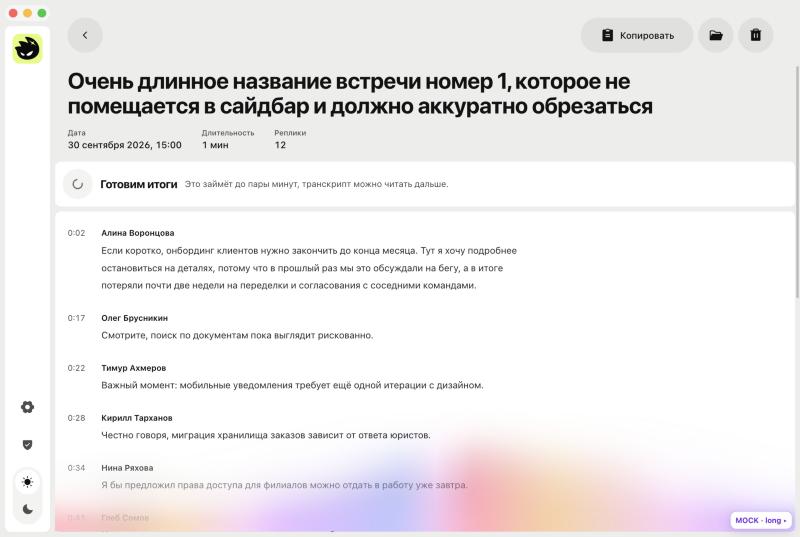 Копировать
Очень длинное название встречи номер 1, которое не
помещается в сайдбар и должно аккуратно обрезаться
Дата
30 сентября 2026, 15:00
Длительность
1 мин
Реплики
12
Готовим итоги
Это займёт до пары минут, транскрипт можно читать дальше.
0:02
Алина Воронцова
Если коротко, онбординг клиентов нужно закончить до конца месяца. Тут я хочу подробнее
остановиться на деталях, потому что в прошлый раз мы это обсуждали на бегу, а в итоге
потеряли почти две недели на переделки и согласования с соседними командами.
0:17
Олег Брусникин
Смотрите, поиск по документам пока выглядит рискованно.
0:22
Тимур Ахмеров
Важный момент: мобильные уведомления требует ещё одной итерации с дизайном.
0:28
Кирилл Тарханов
Честно говоря, миграция хранилища заказов зависит от ответа юристов.
0:34
Нина Ряхова
Я бы предложил права доступа для филиалов можно отдать в работу уже завтра.
Глеб Сомов
MOCK · long